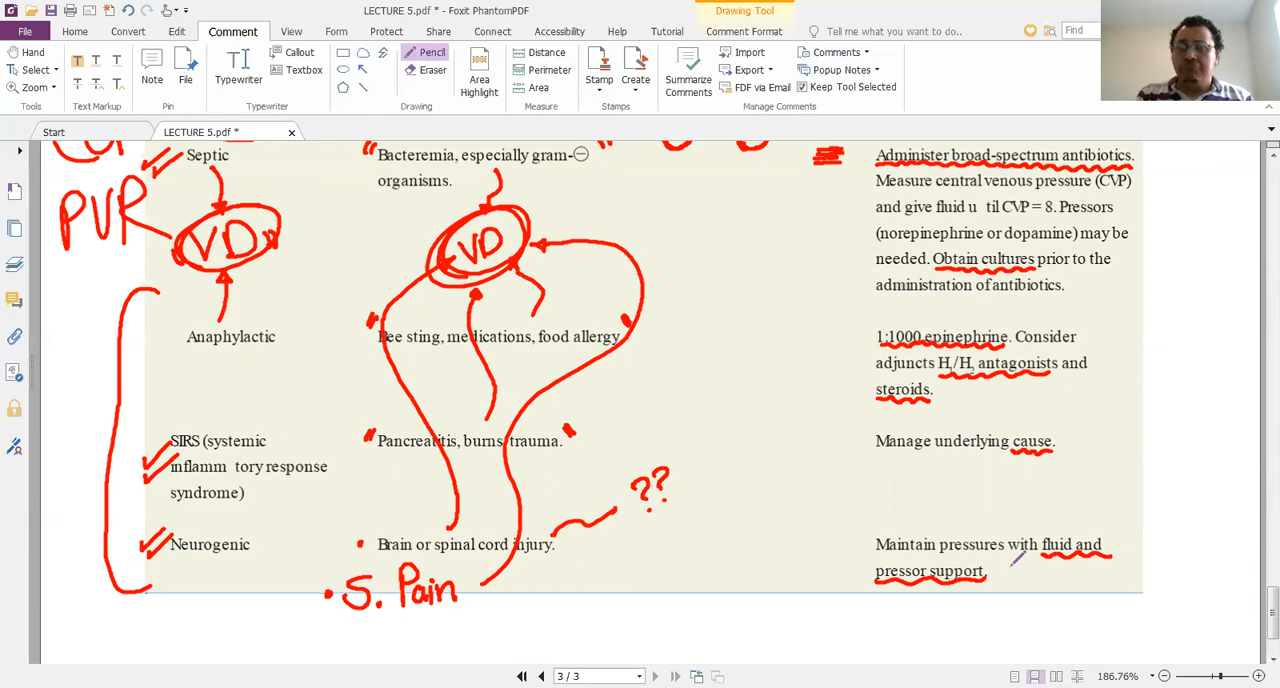 LECTURE 5.pdf * - Foxit PhantomPDF
Drawing Tool
File
Home
Convert
Edit
Comment
View
Form
Protect
Share
Connect
Accessibility
Help
Tutorial
Comment Format
Tell me what you want to do..
Find
Hand
Select
Zoom
Tools
T T T
T T T
Text Markup
Note
File
Pin
Typewriter
Callout
Textbox
Typewriter
Pencil
Eraser
Drawing
Area
Highlight
Distance
Perimeter
Area
Measure
Stamp
Create
Stamps
Summarize
Comments
Import
Export
FDF via Email
Comments
Popup Notes
Keep Tool Selected
Manage Comments
Start
LECTURE 5.pdf *
Septic
Bacteremia, especially gram-⊖
organisms.
Administer broad-spectrum antibiotics.
Measure central venous pressure (CVP)
and give fluid u til CVP = 8. Pressors
(norepinephrine or dopamine) may be
needed. Obtain cultures prior to the
administration of antibiotics.
PVR
VD
VD
Anaphylactic
Bee sting, medications, food allergy
1:1000 epinephrine. Consider
adjuncts H1/H2 antagonists and
steroids.
SIRS (systemic
inflamm tory response
syndrome)
Pancreatitis, burns, trauma.
Manage underlying cause.
??
Neurogenic
Brain or spinal cord injury.
Maintain pressures with fluid and
pressor support.
S. Pain
3 / 3
186.76%